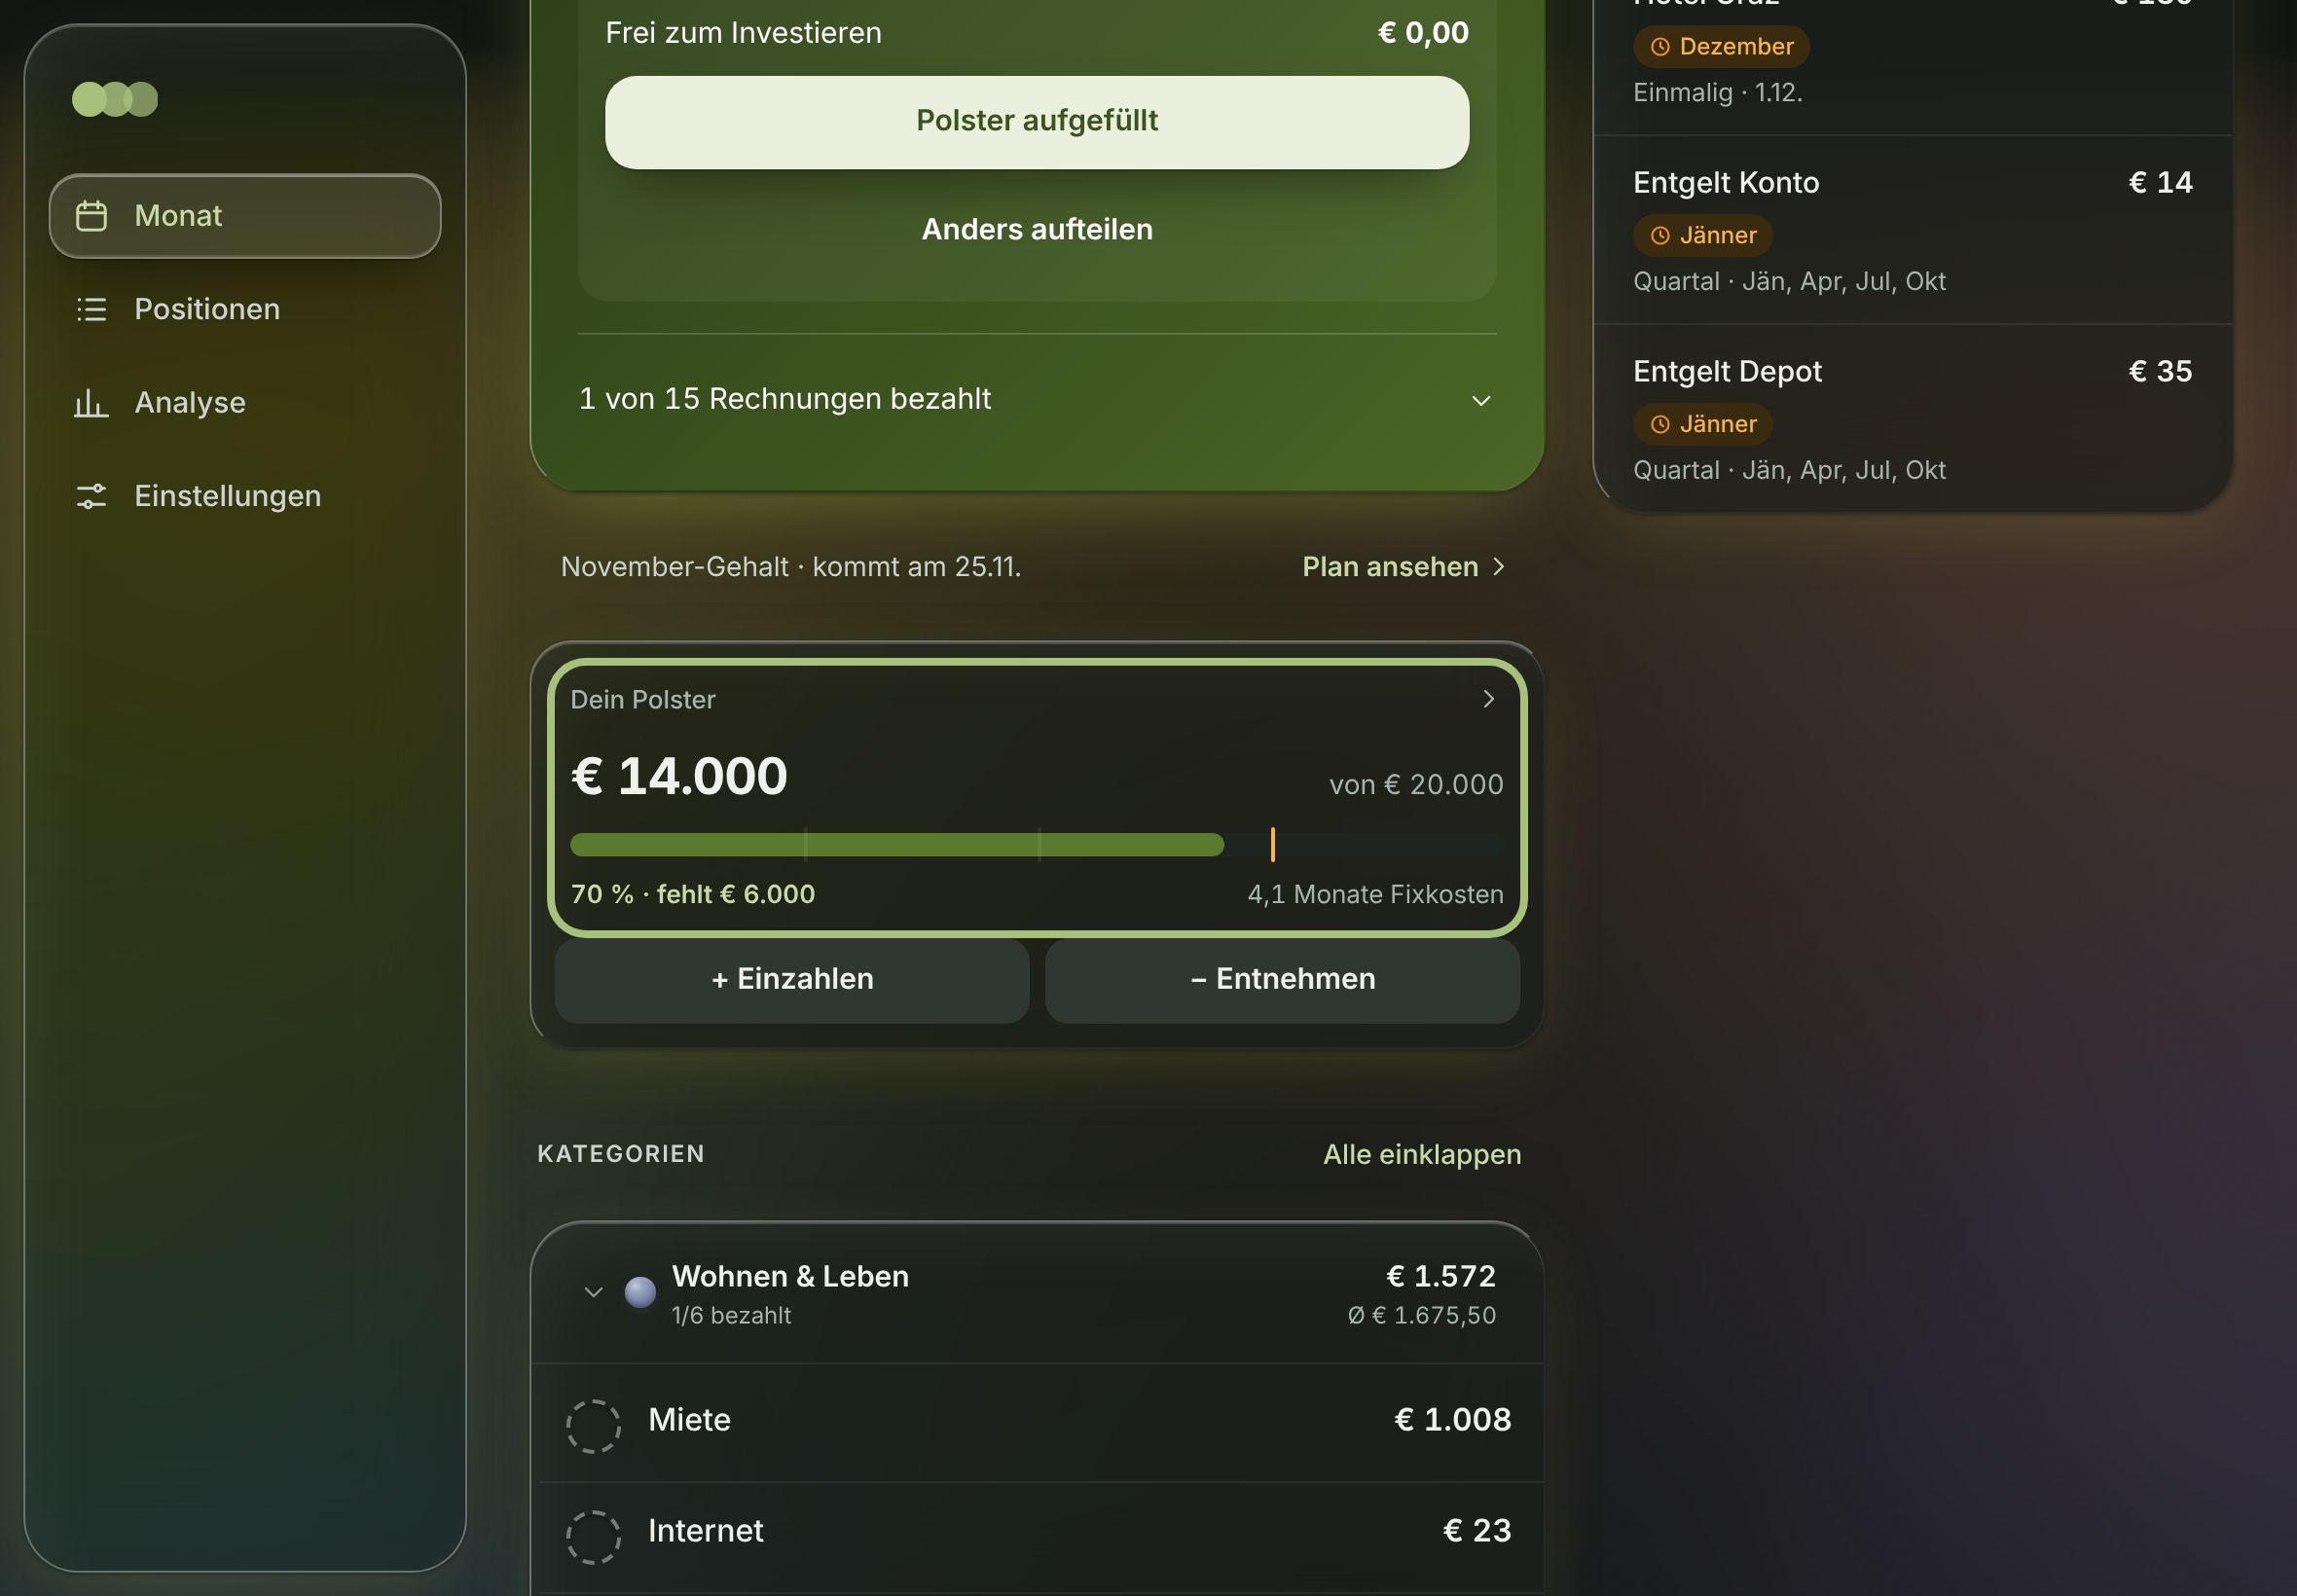 Monat
Positionen
Analyse
Einstellungen
Frei zum Investieren € 0,00
Polster aufgefüllt
Anders aufteilen
1 von 15 Rechnungen bezahlt
November-Gehalt · kommt am 25.11. Plan ansehen
Dein Polster
€ 14.000 von € 20.000
70 % · fehlt € 6.000 4,1 Monate Fixkosten
+ Einzahlen – Entnehmen
KATEGORIEN Alle einklappen
Wohnen & Leben € 1.572
1/6 bezahlt Ø € 1.675,50
Miete € 1.008
Internet € 23
Dezember
Einmalig · 1.12.
Entgelt Konto € 14
Jänner
Quartal · Jän, Apr, Jul, Okt
Entgelt Depot € 35
Jänner
Quartal · Jän, Apr, Jul, Okt